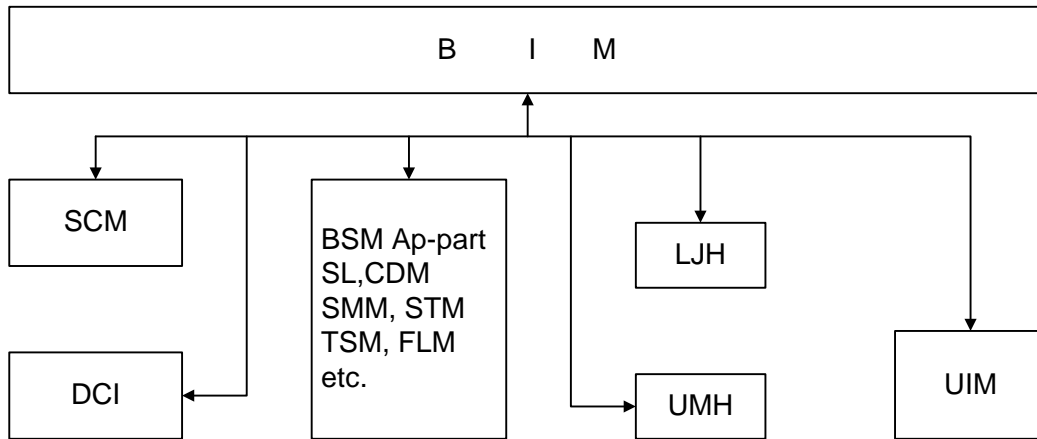 B I M
SCM
BSM Ap-part
SL,CDM
SMM, STM
TSM, FLM
etc.
LJH
DCI
UMH
UIM